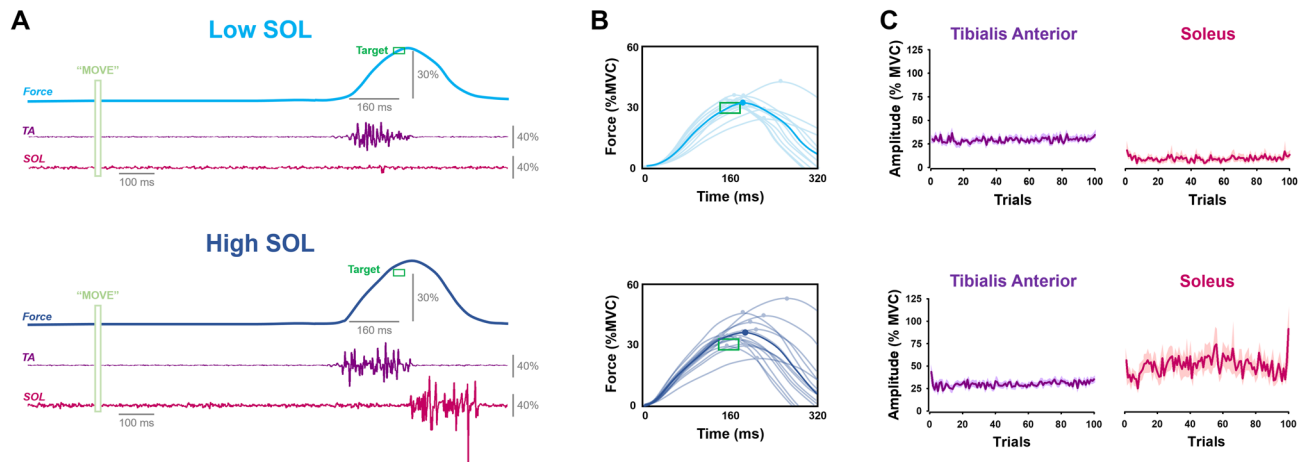 A
Low SOL
Target
"MOVE"
30%
Force
160 ms
TA
40%
SOL
40%
100 ms
High SOL
Target
"MOVE"
30%
Force
160 ms
TA
40%
SOL
40%
100 ms
B
60
30
0
Force (%MVC)
0 160 320
Time (ms)
60
30
0
Force (%MVC)
0 160 320
Time (ms)
C
Tibialis Anterior
Soleus
125
100
75
50
25
0
Amplitude (% MVC)
0 20 40 60 80 100
Trials
0 20 40 60 80 100
Trials
Tibialis Anterior
Soleus
125
100
75
50
25
0
Amplitude (% MVC)
0 20 40 60 80 100
Trials
0 20 40 60 80 100
Trials